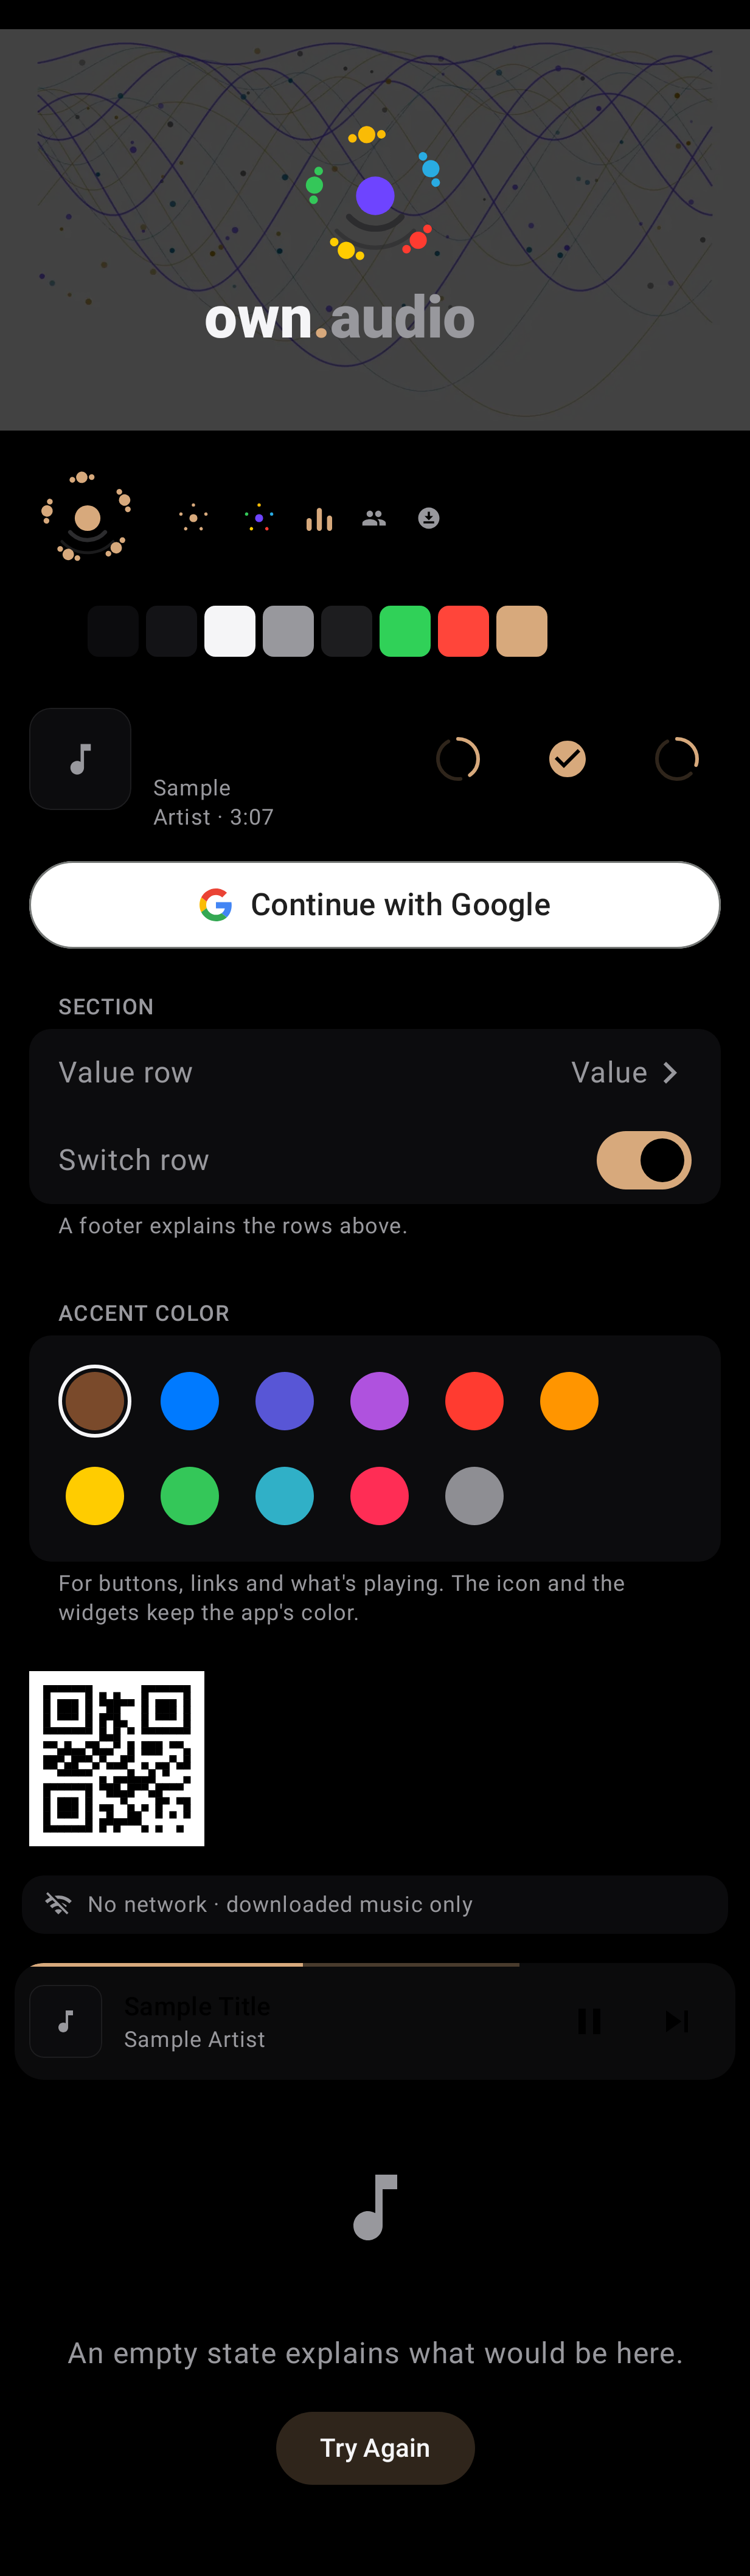 own.audio
Sample
Artist · 3:07
Continue with Google
SECTION
Value row
Value
Switch row
A footer explains the rows above.
ACCENT COLOR
For buttons, links and what's playing. The icon and the
widgets keep the app's color.
No network · downloaded music only
Sample Title
Sample Artist
An empty state explains what would be here.
Try Again